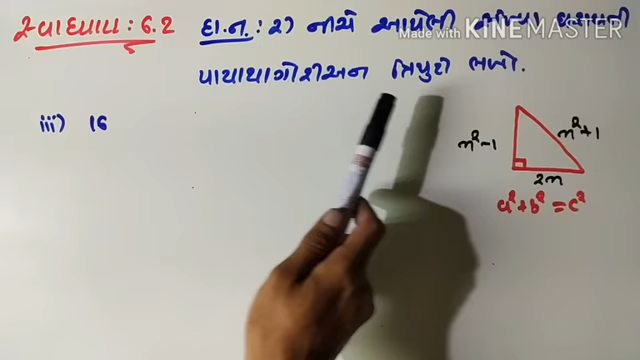 Made with KINEMASTER
સ્વાધ્યાય : 6.2 દા.ન. : 2) નીચે આપેલી
પાયથાગોરીઅન ત્રિપુટી લખો.
iii) 16
m² - 1
m² + 1
2m
a² + b² = c²